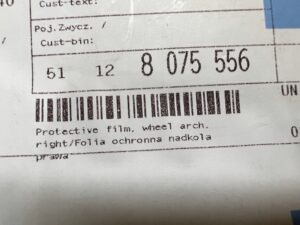 Cust-text:
Poj.Zwycz. /
Cust-bin:
51 12 8 075 556
UN
Protective film, wheel arch.
right/Folia ochronna nadkola
prawa
0